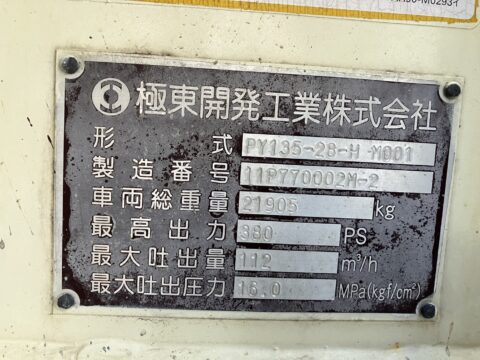 極東開発工業株式会社
形式 PY135-28-H M001
製造番号 11P770002M-2
車両総重量 21905 kg
最高出力 380 PS
最大吐出量 112 m³/h
最大吐出圧力 16.0 MPa(kgf/cm²)